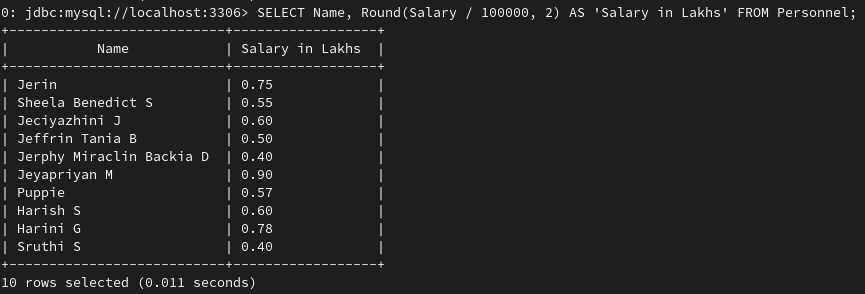 0: jdbc:mysql://localhost:3306> SELECT Name, Round(Salary / 100000, 2) AS 'Salary in Lakhs' FROM Personnel;
+---------------------------+------------------+
|           Name            | Salary in Lakhs  |
+---------------------------+------------------+
| Jerin                     | 0.75             |
| Sheela Benedict S         | 0.55             |
| Jeciyazhini J             | 0.60             |
| Jeffrin Tania B           | 0.50             |
| Jerphy Miraclin Backia D  | 0.40             |
| Jeyapriyan M              | 0.90             |
| Puppie                    | 0.57             |
| Harish S                  | 0.60             |
| Harini G                  | 0.78             |
| Sruthi S                  | 0.40             |
+---------------------------+------------------+
10 rows selected (0.011 seconds)